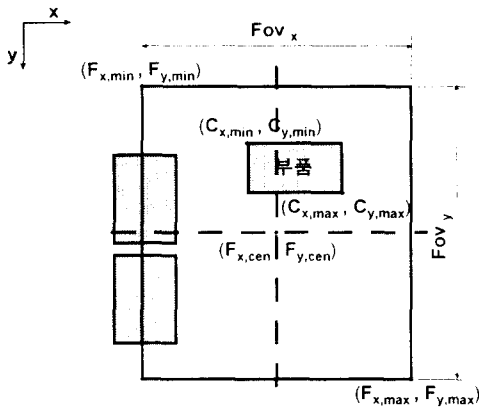 x
y
Fov x
(Fx,min , Fy,min)
(Cx,min , Cy,min)
부품
(Cx,max , Cy,max)
(Fx,cen Fy,cen)
Fov y
(Fx,max , Fy,max)